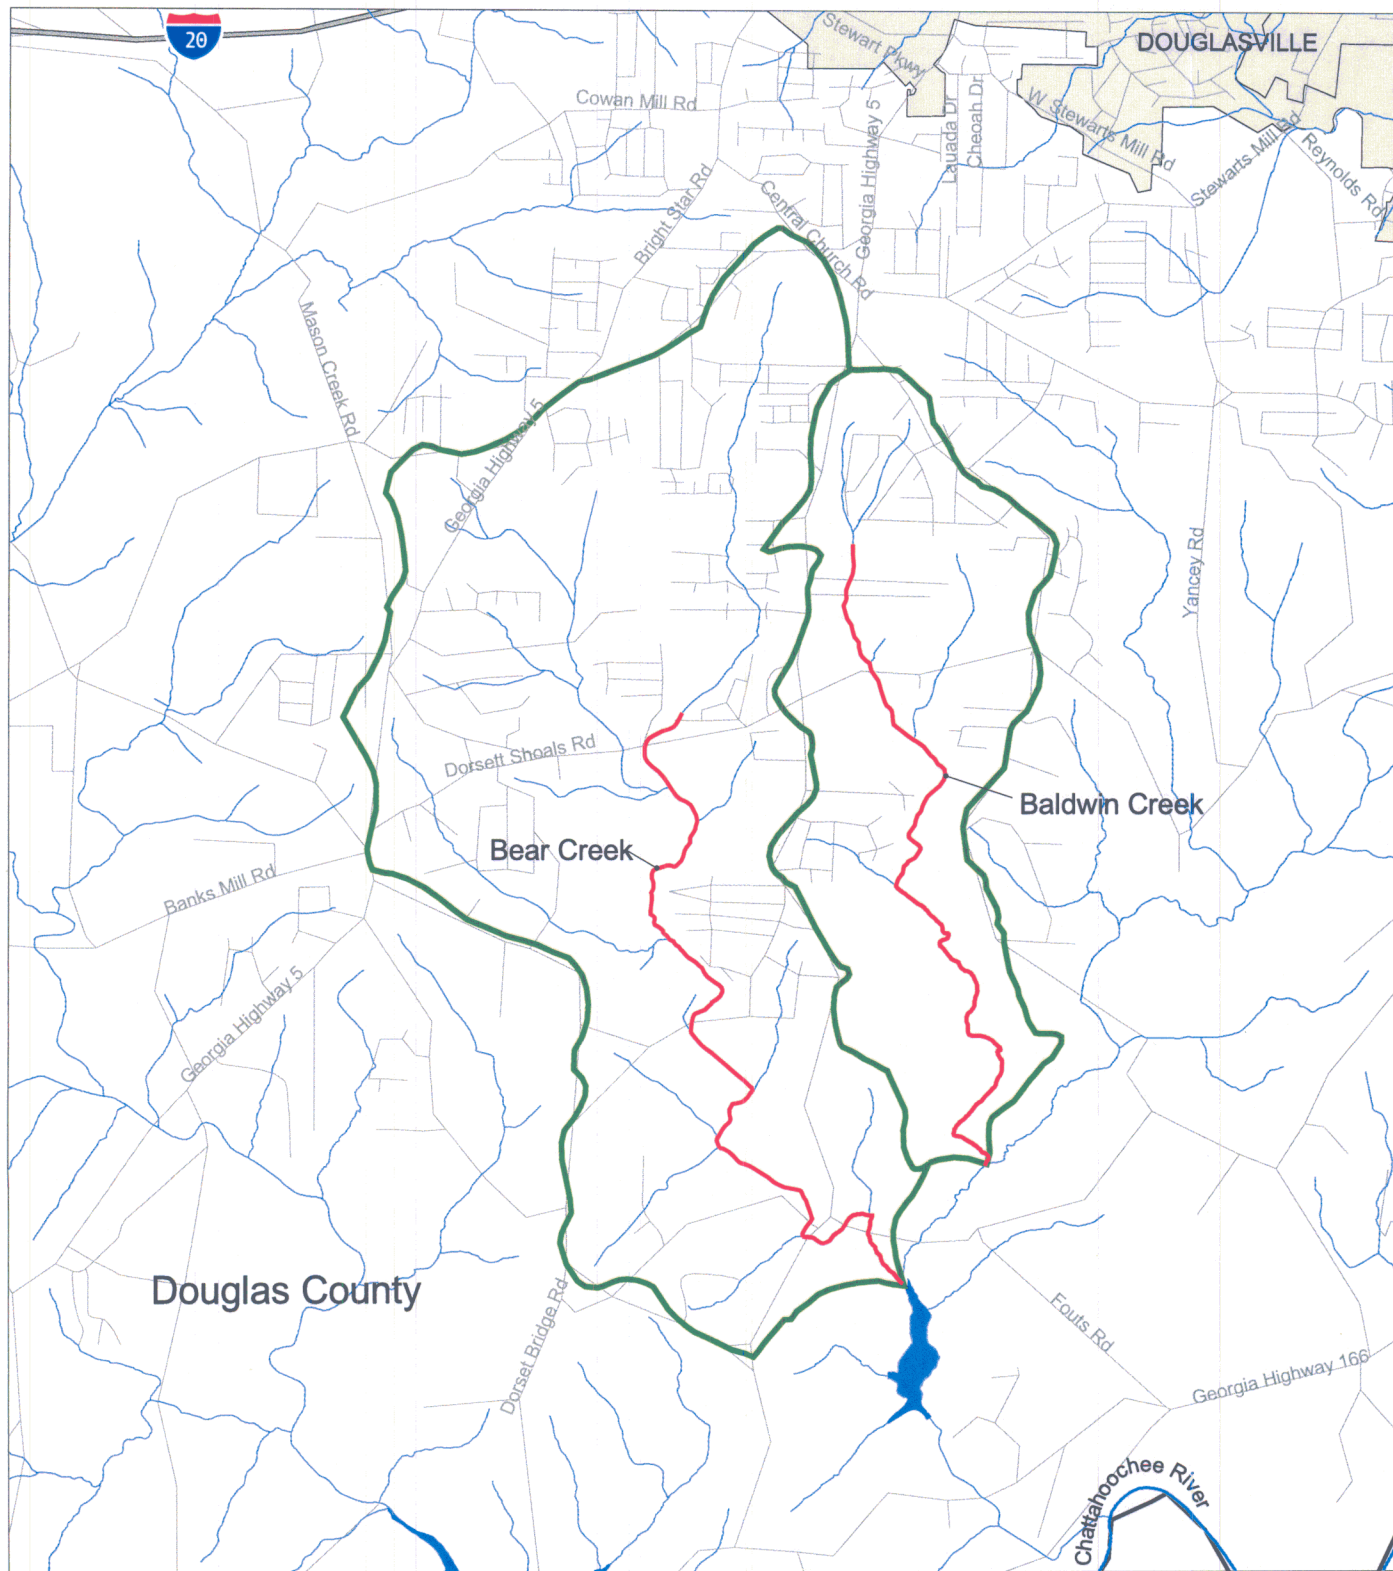 20
DOUGLASVILLE
Stewart Pkwy
Cowan Mill Rd
Georgia Highway 5
Lauada Dr
Cheoah Dr
W Stewarts Mill Rd
Stewarts Mill Rd
Reynolds Rd
Bright Star Rd
Central Church Rd
Mason Creek Rd
Georgia Highway 5
Yancey Rd
Dorsett Shoals Rd
Baldwin Creek
Bear Creek
Banks Mill Rd
Georgia Highway 5
Douglas County
Dorset Bridge Rd
Fouts Rd
Georgia Highway 166
Chattahoochee River